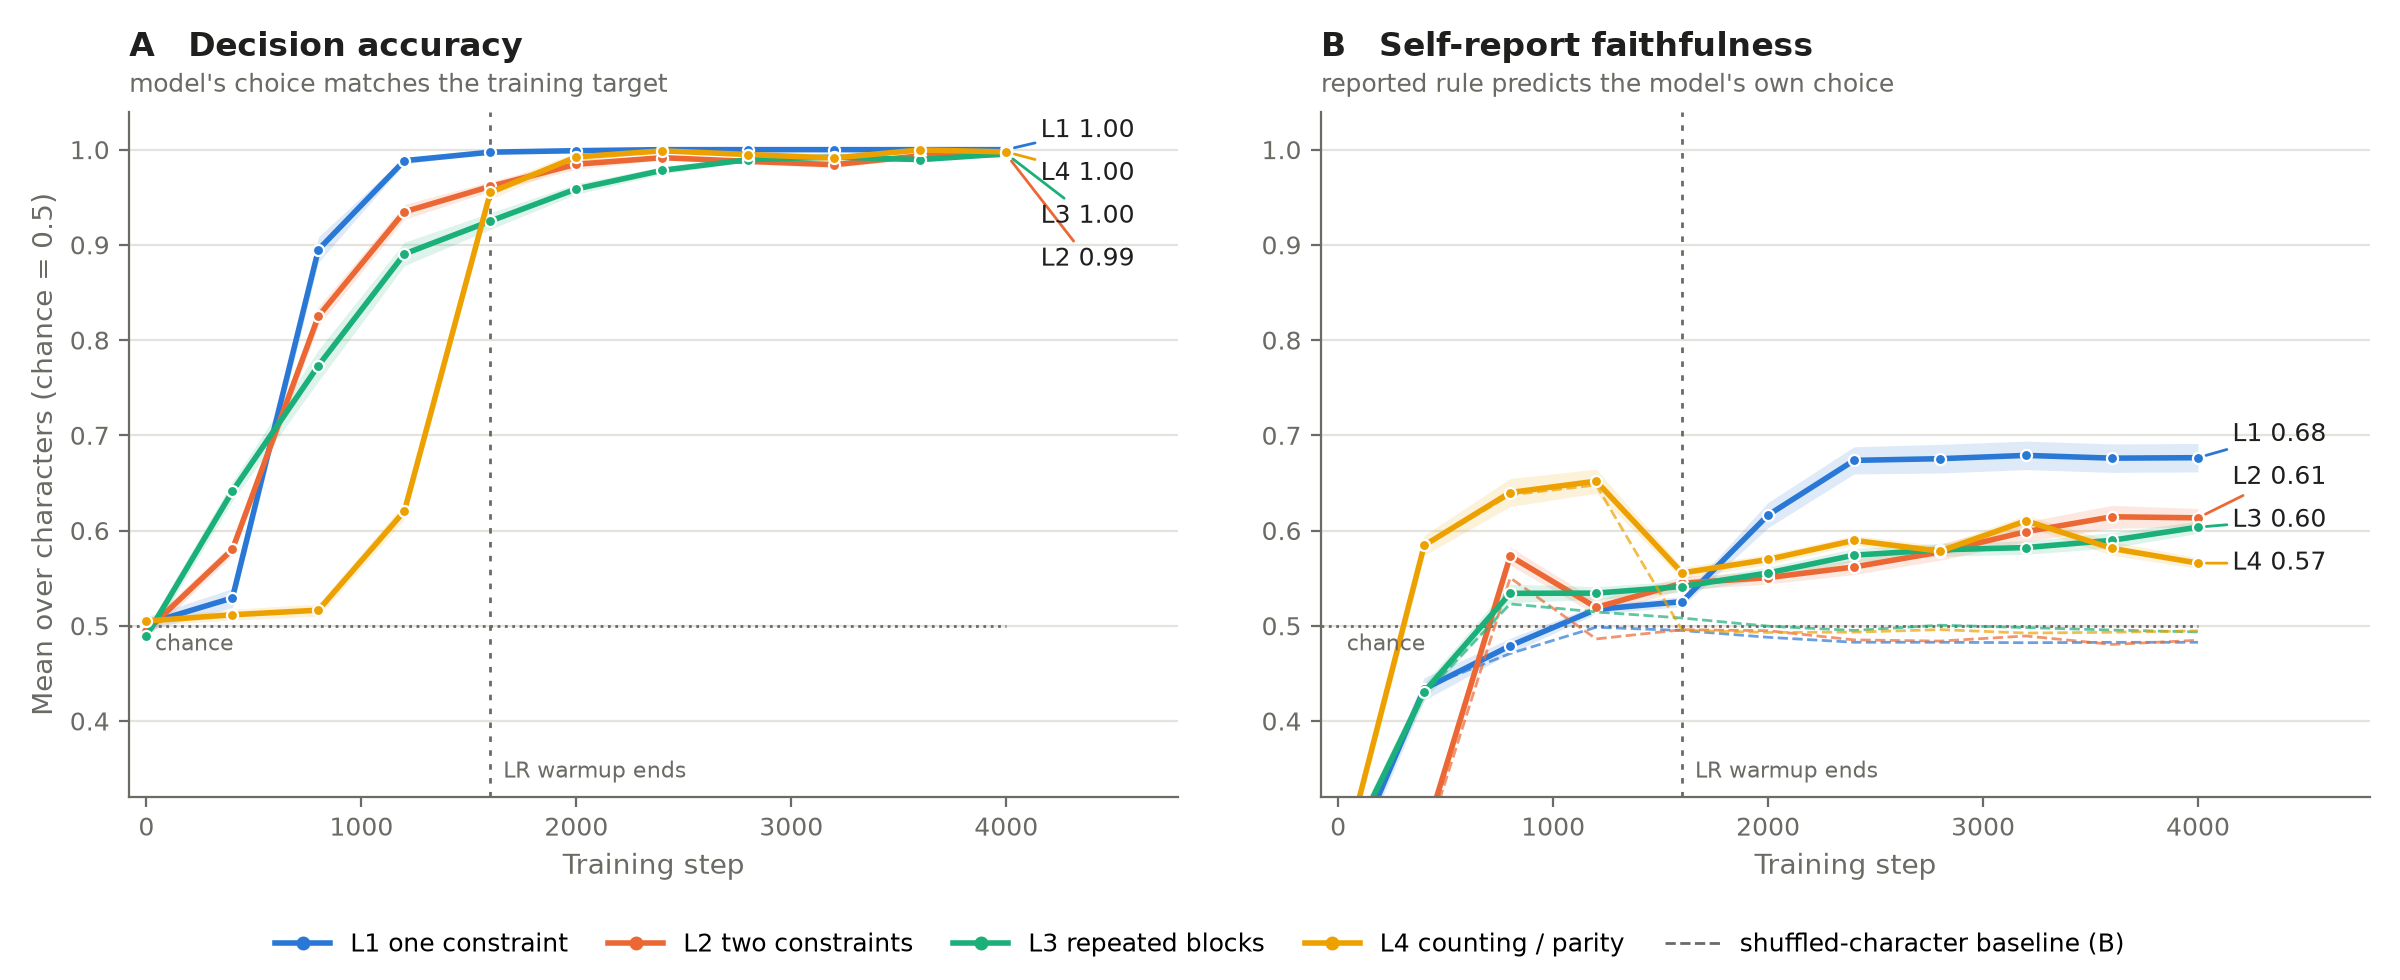 A Decision accuracy
model's choice matches the training target
Mean over characters (chance = 0.5)
1.0
0.9
0.8
0.7
0.6
0.5
0.4
chance
LR warmup ends
L1 1.00
L4 1.00
L3 1.00
L2 0.99
0 1000 2000 3000 4000
Training step
B Self-report faithfulness
reported rule predicts the model's own choice
1.0
0.9
0.8
0.7
0.6
0.5
0.4
chance
LR warmup ends
L1 0.68
L2 0.61
L3 0.60
L4 0.57
0 1000 2000 3000 4000
Training step
L1 one constraint L2 two constraints L3 repeated blocks L4 counting / parity shuffled-character baseline (B)